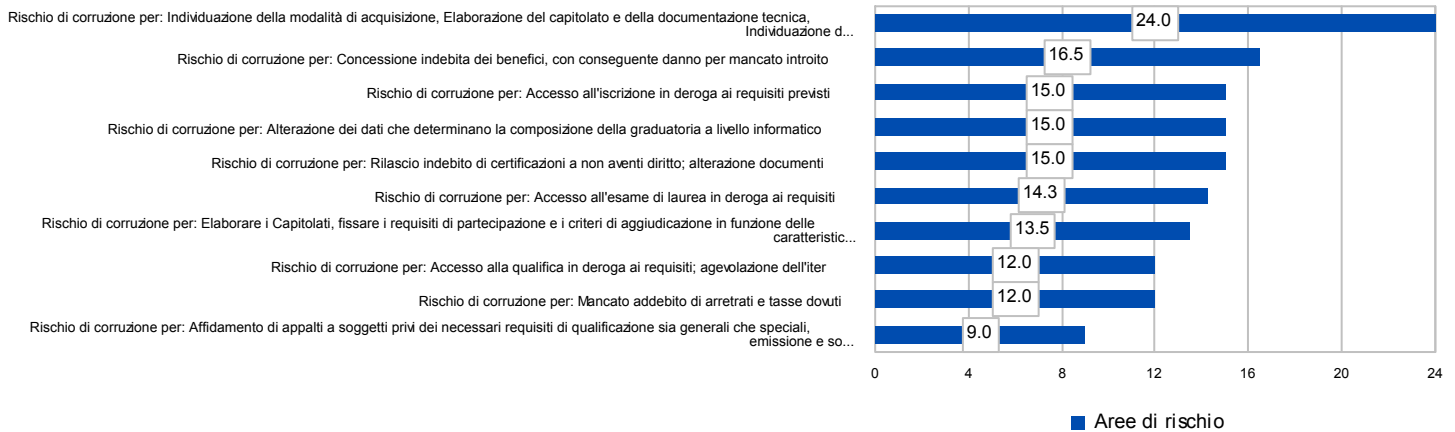 Rischio di corruzione per: Individuazione della modalità di acquisizione, Elaborazione del capitolato e della documentazione tecnica,
Individuazione d...
24.0
Rischio di corruzione per: Concessione indebita dei benefici, con conseguente danno per mancato introito
16.5
Rischio di corruzione per: Accesso all'iscrizione in deroga ai requisiti previsti
15.0
Rischio di corruzione per: Alterazione dei dati che determinano la composizione della graduatoria a livello informatico
15.0
Rischio di corruzione per: Rilascio indebito di certificazioni a non aventi diritto; alterazione documenti
15.0
Rischio di corruzione per: Accesso all'esame di laurea in deroga ai requisiti
14.3
Rischio di corruzione per: Elaborare i Capitolati, fissare i requisiti di partecipazione e i criteri di aggiudicazione in funzione delle
caratteristic...
13.5
Rischio di corruzione per: Accesso alla qualifica in deroga ai requisiti; agevolazione dell'iter
12.0
Rischio di corruzione per: Mancato addebito di arretrati e tasse dovuti
12.0
Rischio di corruzione per: Affidamento di appalti a soggetti privi dei necessari requisiti di qualificazione sia generali che speciali,
emissione e so...
9.0
0 4 8 12 16 20 24
Aree di rischio